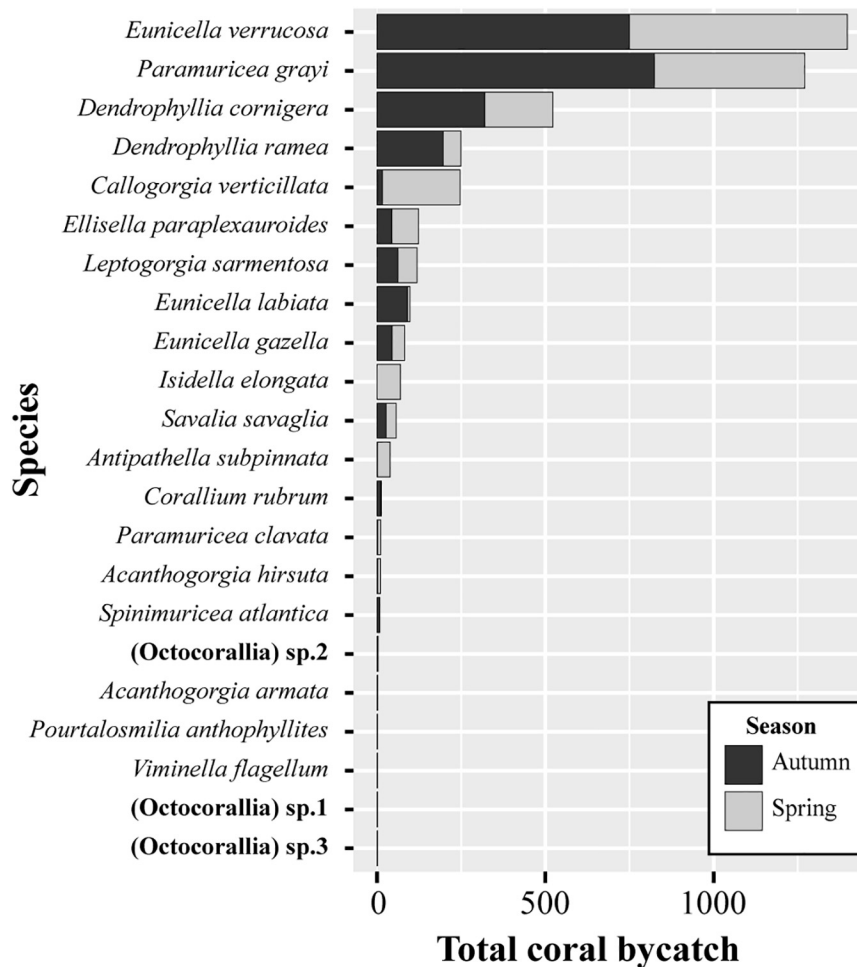 Eunicella verrucosa
Paramuricea grayi
Dendrophyllia cornigera
Dendrophyllia ramea
Callogorgia verticillata
Ellisella paraplexauroides
Leptogorgia sarmentosa
Eunicella labiata
Eunicella gazella
Isidella elongata
Savalia savaglia
Antipathella subpinnata
Corallium rubrum
Paramuricea clavata
Acanthogorgia hirsuta
Spinimuricea atlantica
(Octocorallia) sp.2
Acanthogorgia armata
Pourtalosmilia anthophyllites
Viminella flagellum
(Octocorallia) sp.1
(Octocorallia) sp.3
Species
Season
Autumn
Spring
0 500 1000
Total coral bycatch